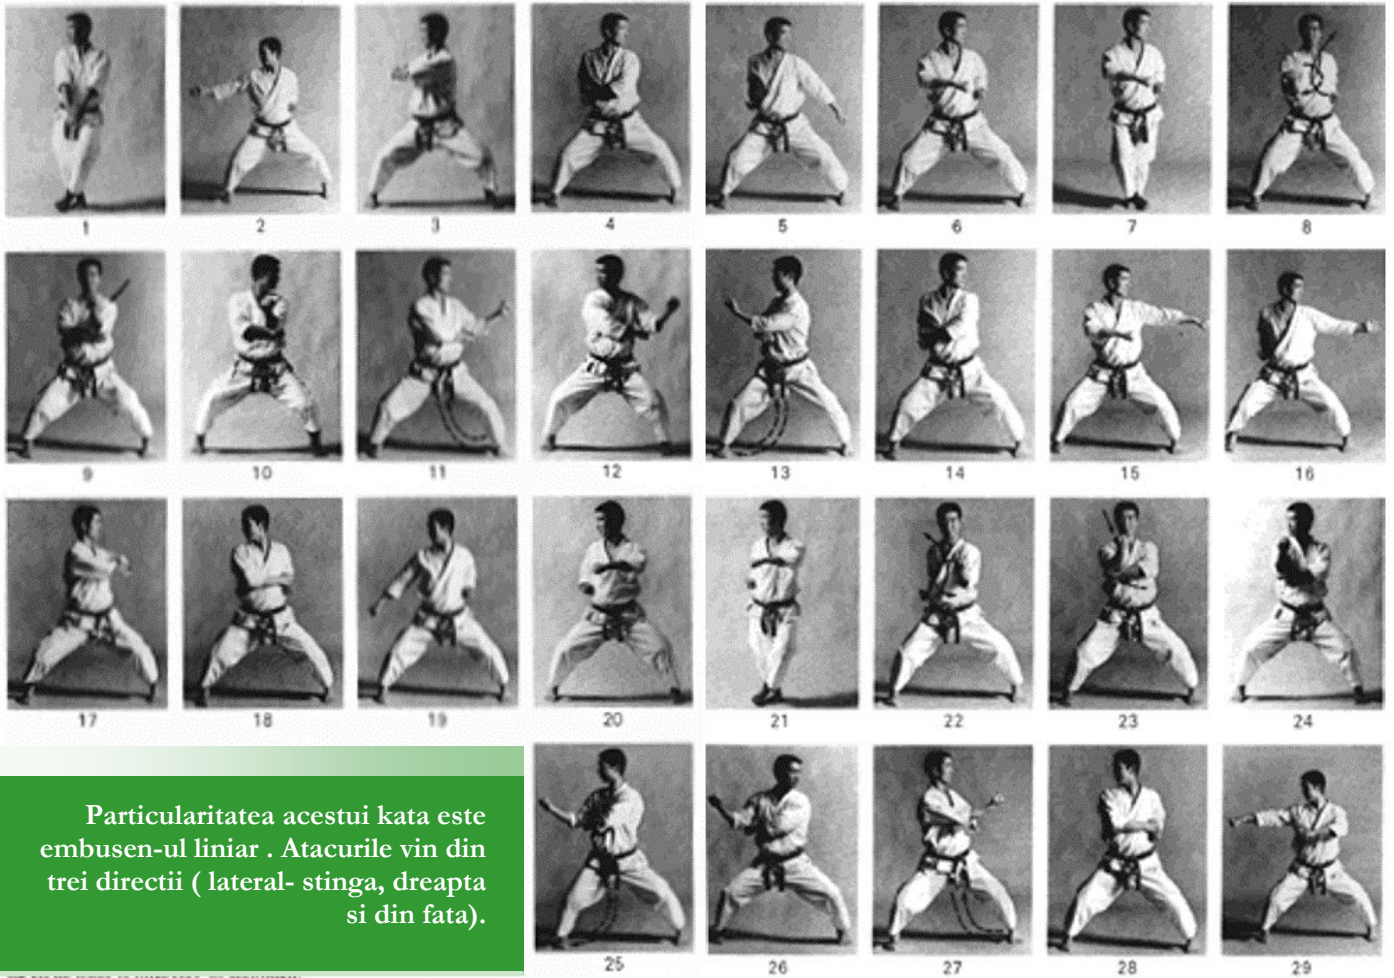 1 2 3 4 5 6 7 8
9 10 11 12 13 14 15 16
17 18 19 20 21 22 23 24
Particularitatea acestui kata este
embusen-ul liniar . Atacurile vin din
trei directii ( lateral- stinga, dreapta
si din fata).
25 26 27 28 29